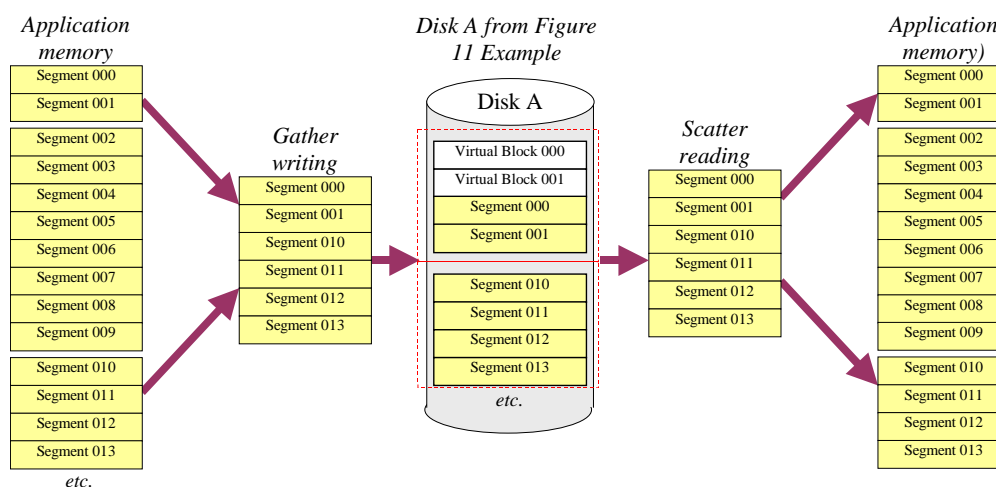 Application
memory
Segment 000
Segment 001
Segment 002
Segment 003
Segment 004
Segment 005
Segment 006
Segment 007
Segment 008
Segment 009
Segment 010
Segment 011
Segment 012
Segment 013
etc.
Gather
writing
Segment 000
Segment 001
Segment 010
Segment 011
Segment 012
Segment 013
Disk A from Figure
11 Example
Disk A
Virtual Block 000
Virtual Block 001
Segment 000
Segment 001
Segment 010
Segment 011
Segment 012
Segment 013
etc.
Scatter
reading
Segment 000
Segment 001
Segment 010
Segment 011
Segment 012
Segment 013
Application
memory)
Segment 000
Segment 001
Segment 002
Segment 003
Segment 004
Segment 005
Segment 006
Segment 007
Segment 008
Segment 009
Segment 010
Segment 011
Segment 012
Segment 013